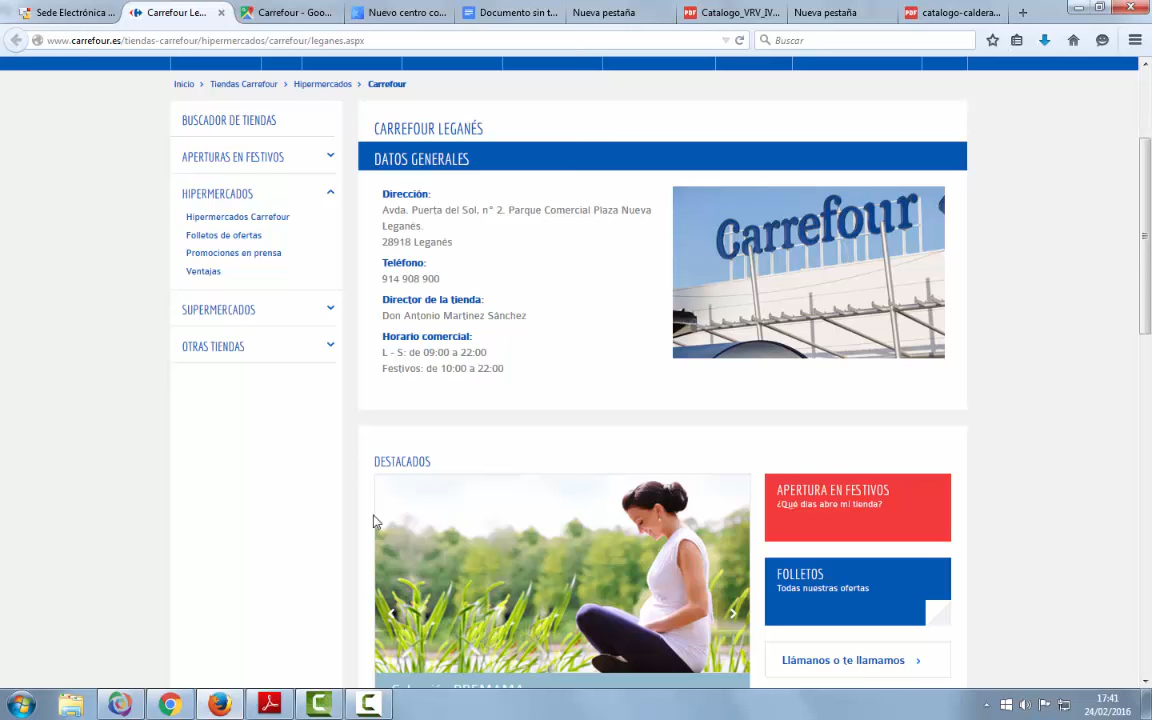 Sede Electrónica ...
Carrefour Le...
Carrefour - Goo...
Nuevo centro co...
Documento sin t...
Nueva pestaña
Catalogo_VRV_IV...
Nueva pestaña
catalogo-caldera...
www.carrefour.es/tiendas-carrefour/hipermercados/carrefour/leganes.aspx
Buscar
Inicio > Tiendas Carrefour > Hipermercados > Carrefour
BUSCADOR DE TIENDAS
APERTURAS EN FESTIVOS
HIPERMERCADOS
Hipermercados Carrefour
Folletos de ofertas
Promociones en prensa
Ventajas
SUPERMERCADOS
OTRAS TIENDAS
CARREFOUR LEGANÉS
DATOS GENERALES
Dirección:
Avda. Puerta del Sol, nº 2. Parque Comercial Plaza Nueva
Leganés.
28918 Leganés
Teléfono:
914 908 900
Director de la tienda:
Don Antonio Martinez Sánchez
Horario comercial:
L - S: de 09:00 a 22:00
Festivos: de 10:00 a 22:00
Carrefour
DESTACADOS
APERTURA EN FESTIVOS
¿Qué días abre mi tienda?
FOLLETOS
Todas nuestras ofertas
Llámanos o te llamamos >
17:41
24/02/2016